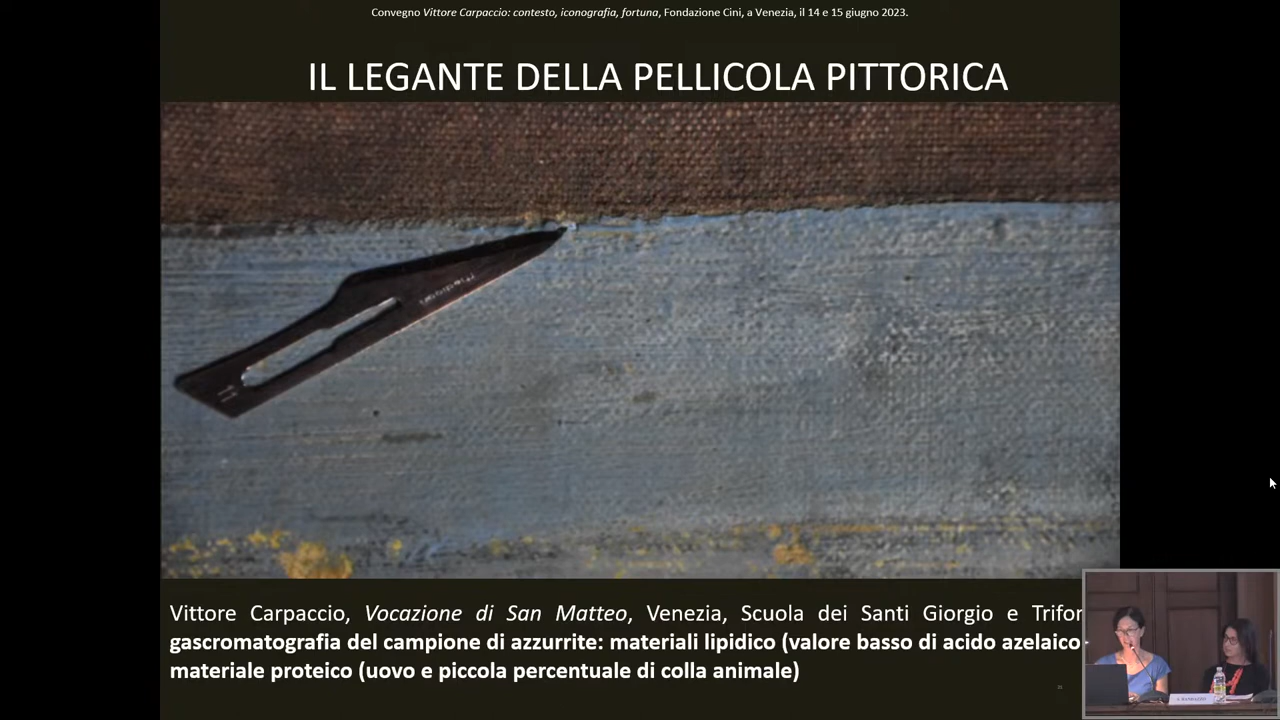 Convegno Vittore Carpaccio: contesto, iconografia, fortuna, Fondazione Cini, a Venezia, il 14 e 15 giugno 2023.
IL LEGANTE DELLA PELLICOLA PITTORICA
11
Vittore Carpaccio, Vocazione di San Matteo, Venezia, Scuola dei Santi Giorgio e Trifor
gascromatografia del campione di azzurrite: materiali lipidico (valore basso di acido azelaico
materiale proteico (uovo e piccola percentuale di colla animale)